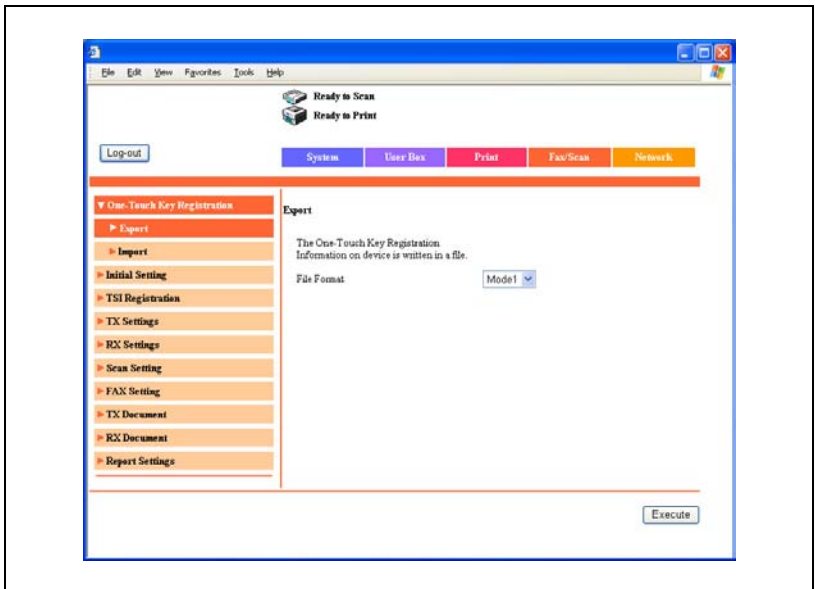 File Edit View Favorites Tools Help
Ready to Scan
Ready to Print
Log-out
System User Box Print Fax/Scan Network
▼ One-Touch Key Registration
▶ Export
▶ Import
▶ Initial Setting
▶ TSI Registration
▶ TX Settings
▶ RX Settings
▶ Scan Setting
▶ FAX Setting
▶ TX Document
▶ RX Document
▶ Report Settings
Export
The One-Touch Key Registration
Information on device is written in a file.
File Format Mode1
Execute